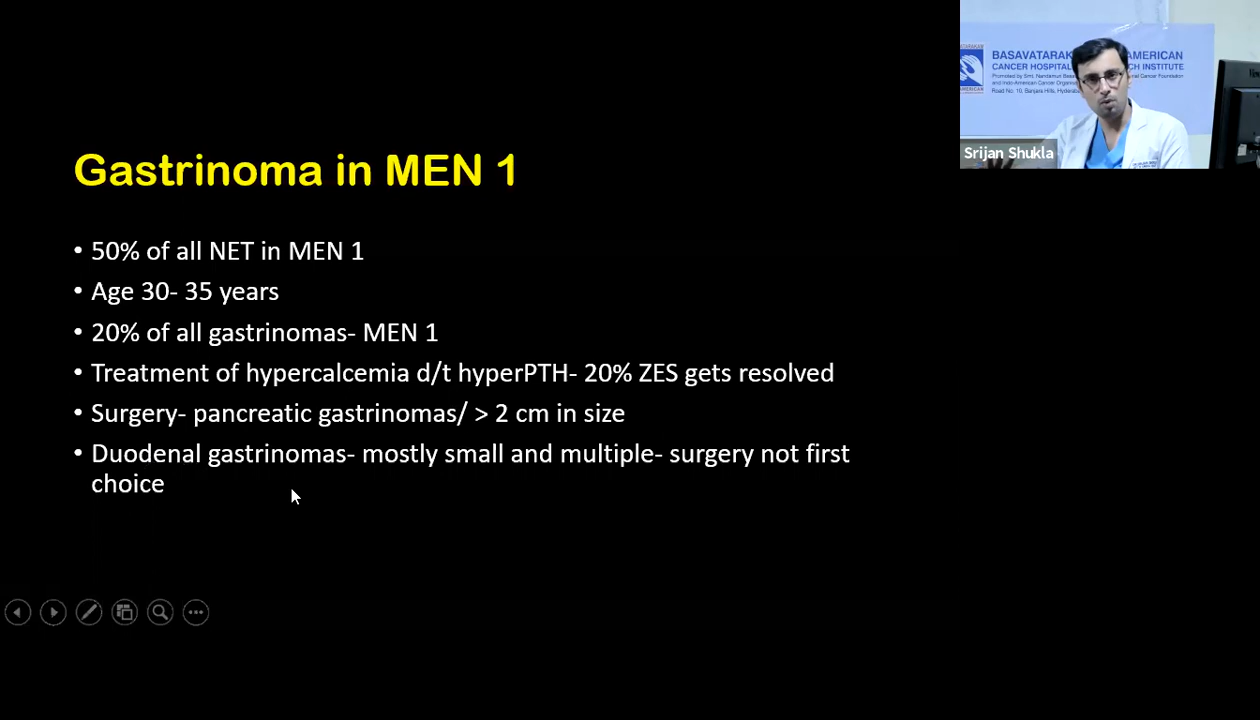 Gastrinoma in MEN 1
• 50% of all NET in MEN 1
• Age 30- 35 years
• 20% of all gastrinomas- MEN 1
• Treatment of hypercalcemia d/t hyperPTH- 20% ZES gets resolved
• Surgery- pancreatic gastrinomas/ > 2 cm in size
• Duodenal gastrinomas- mostly small and multiple- surgery not first
choice
BASAVATARAK AMERICAN
CANCER HOSPITAL CH INSTITUTE
Road No. 10, Banjara Hills, Hyderabad
Srijan Shukla